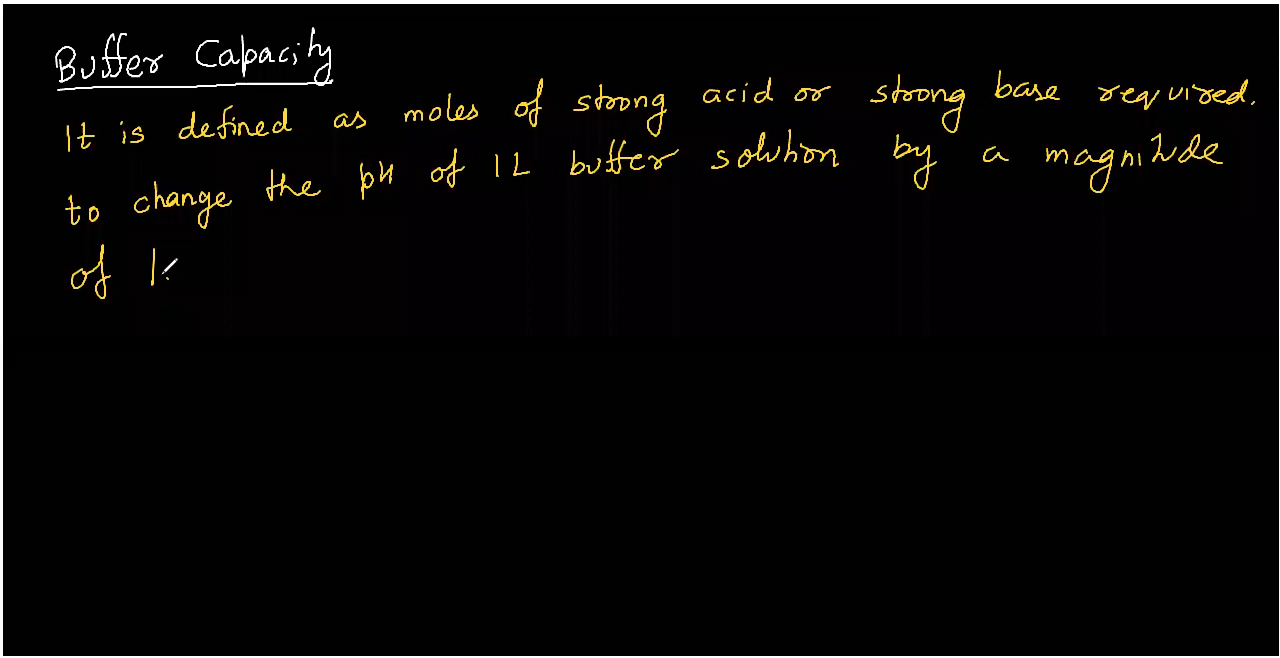 Buffer Capacity
It is defined as moles of strong acid or strong base required.
to change the pH of 1L buffer solution by a magnitude
of 1.